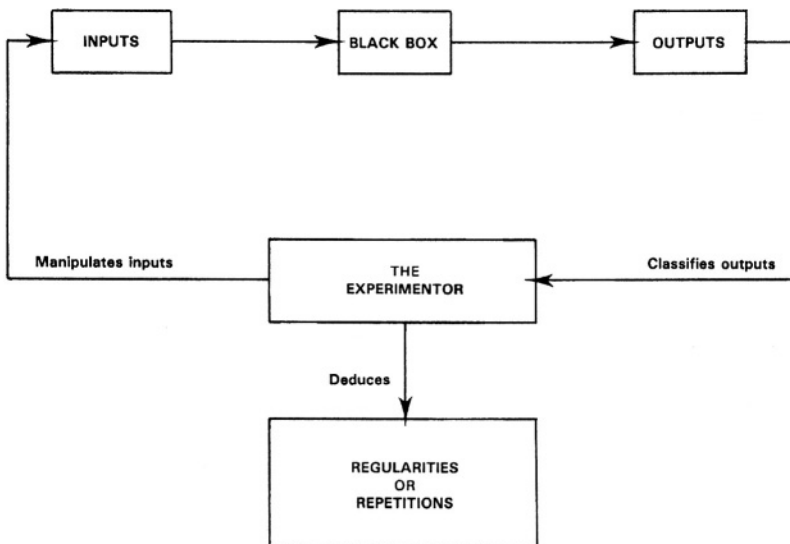 INPUTS
BLACK BOX
OUTPUTS
Manipulates inputs
THE
EXPERIMENTOR
Classifies outputs
Deduces
REGULARITIES
OR
REPETITIONS